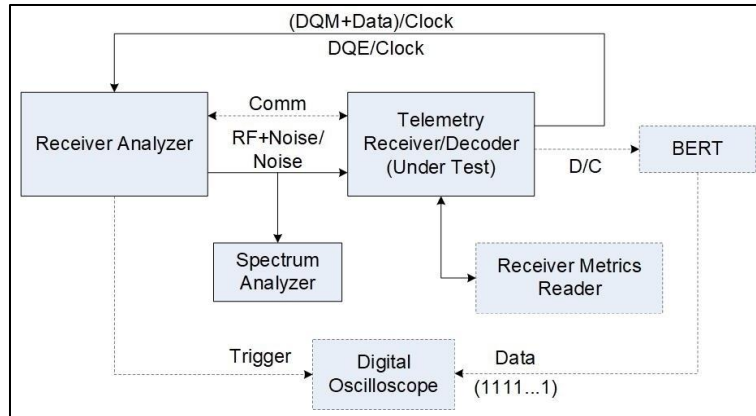 (DQM+Data)/Clock
DQE/Clock
Receiver Analyzer
Comm
RF+Noise/
Noise
Telemetry
Receiver/Decoder
(Under Test)
D/C
BERT
Spectrum
Analyzer
Receiver Metrics
Reader
Trigger
Digital
Oscilloscope
Data
(1111...1)